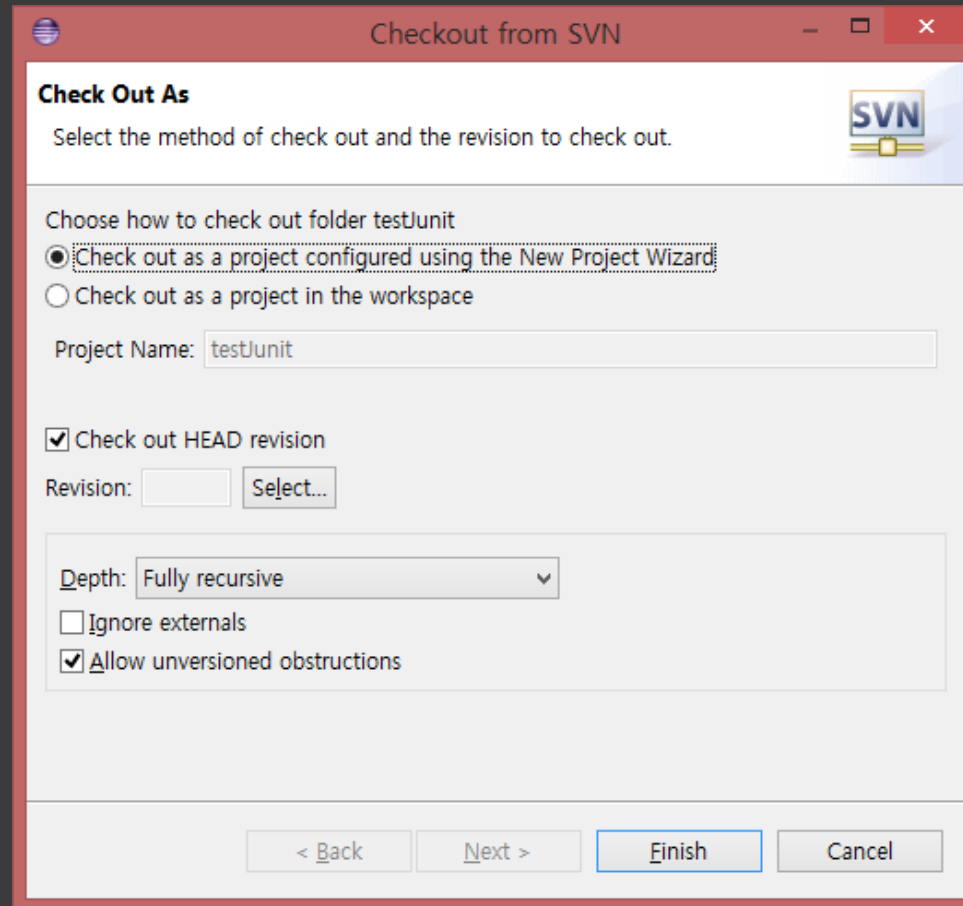 Checkout from SVN
Check Out As
Select the method of check out and the revision to check out.
SVN
Choose how to check out folder testJunit
Check out as a project configured using the New Project Wizard
Check out as a project in the workspace
Project Name: testJunit
Check out HEAD revision
Revision: Select...
Depth: Fully recursive
Ignore externals
Allow unversioned obstructions
< Back Next > Finish Cancel